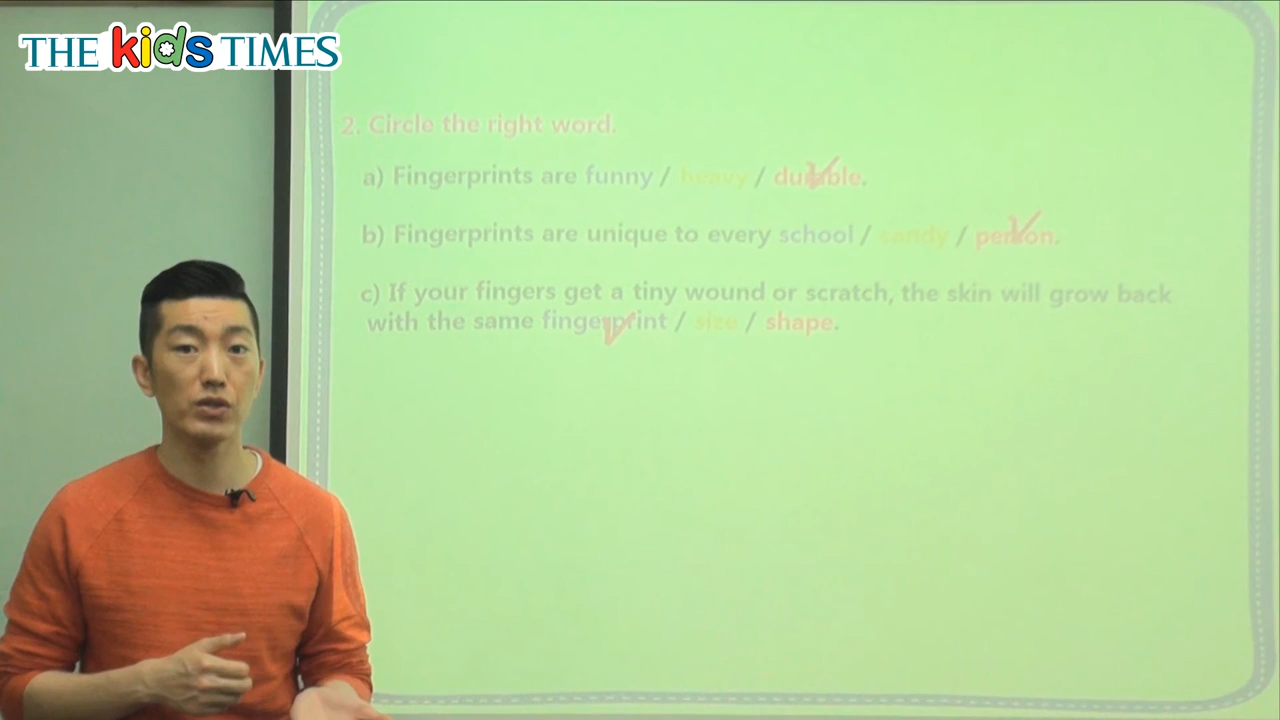 THE kids TIMES
2. Circle the right word.
a) Fingerprints are funny / heavy / durable.
b) Fingerprints are unique to every school / candy / person.
c) If your fingers get a tiny wound or scratch, the skin will grow back
with the same fingerprint / size / shape.